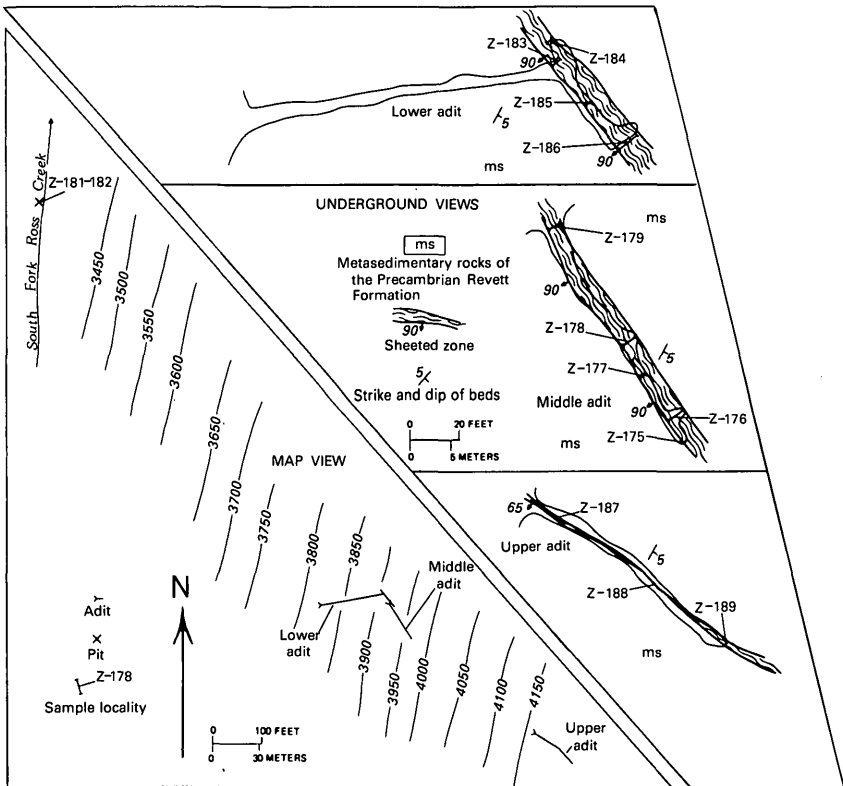 Z-183
Z-184
90
Z-185
Lower adit
5
Z-186
90
ms
UNDERGROUND VIEWS
ms
Metasedimentary rocks of
the Precambrian Revett
Formation
90
Sheeted zone
5
Strike and dip of beds
0 20 FEET
0 5 METERS
ms
Z-179
90
Z-178
5
Z-177
Middle adit
90
Z-176
Z-175
ms
65
Z-187
Upper adit
5
Z-188
Z-189
ms
South Fork Ross Creek
Z-181-182
3450
3500
3550
3600
3650
3700
3750
MAP VIEW
3800
3850
Middle
adit
Lower
adit
3900
3950
4000
4050
4100
4150
Upper
adit
Adit
Pit
Z-178
Sample locality
N
0 100 FEET
0 30 METERS